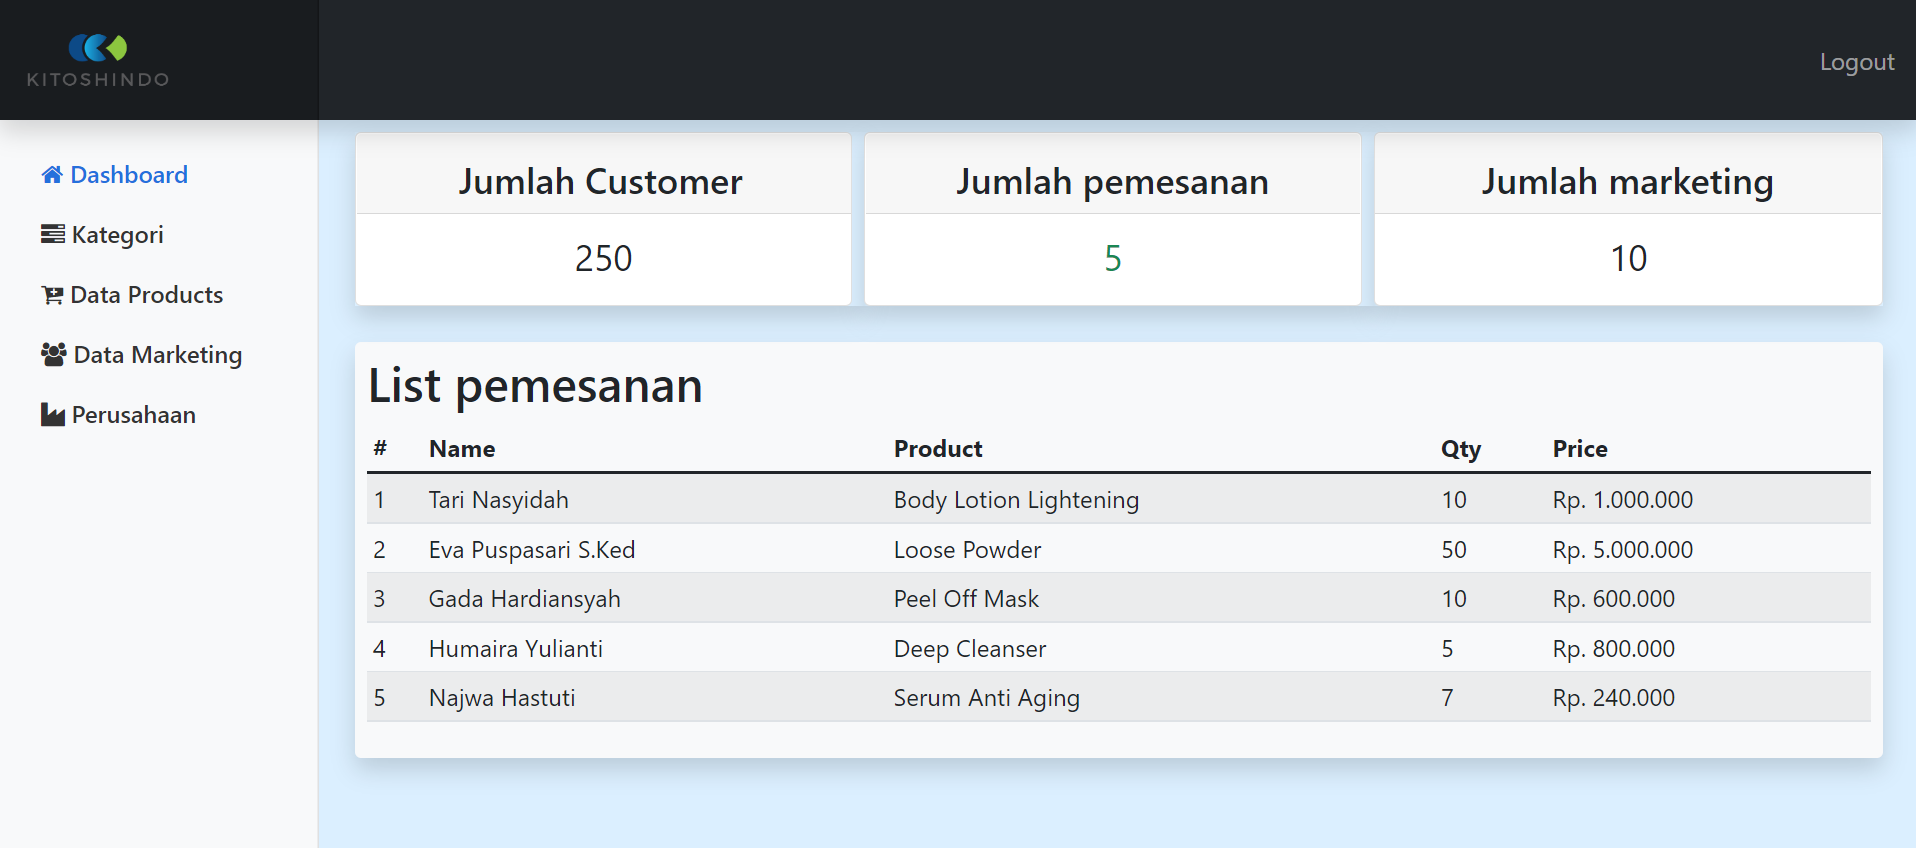 KITOSHINDO
Logout
Dashboard
Kategori
Data Products
Data Marketing
Perusahaan
Jumlah Customer
250
Jumlah pemesanan
5
Jumlah marketing
10
List pemesanan
# Name Product Qty Price
1 Tari Nasyidah Body Lotion Lightening 10 Rp. 1.000.000
2 Eva Puspasari S.Ked Loose Powder 50 Rp. 5.000.000
3 Gada Hardiansyah Peel Off Mask 10 Rp. 600.000
4 Humaira Yulianti Deep Cleanser 5 Rp. 800.000
5 Najwa Hastuti Serum Anti Aging 7 Rp. 240.000